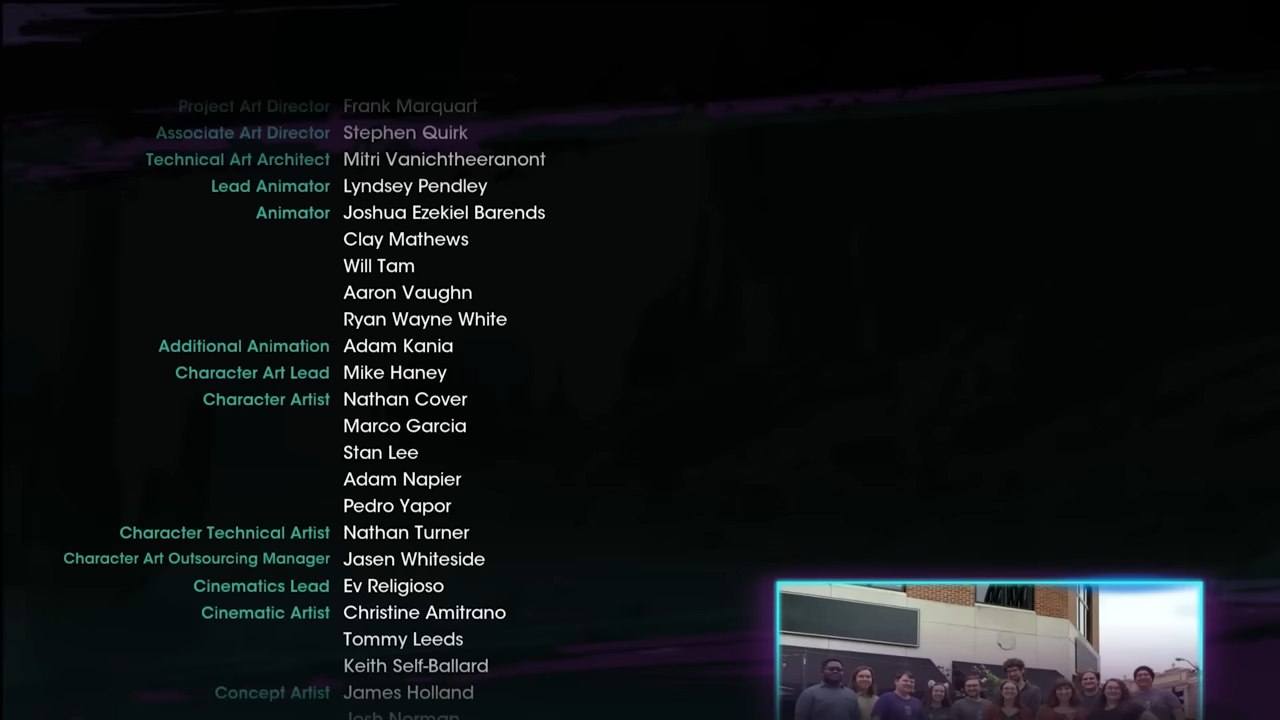 Project Art Director Frank Marquart
Associate Art Director Stephen Quirk
Technical Art Architect Mitri Vanichtheeranont
Lead Animator Lyndsey Pendley
Animator Joshua Ezekiel Barends
Clay Mathews
Will Tam
Aaron Vaughn
Ryan Wayne White
Additional Animation Adam Kania
Character Art Lead Mike Haney
Character Artist Nathan Cover
Marco Garcia
Stan Lee
Adam Napier
Pedro Yapor
Character Technical Artist Nathan Turner
Character Art Outsourcing Manager Jasen Whiteside
Cinematics Lead Ev Religioso
Cinematic Artist Christine Amitrano
Tommy Leeds
Keith Self-Ballard
Concept Artist James Holland
Josh Norman